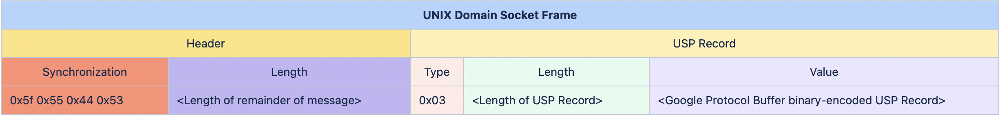 UNIX Domain Socket Frame
Header USP Record
Synchronization Length Type Length Value
0x5f 0x55 0x44 0x53 <Length of remainder of message> 0x03 <Length of USP Record> <Google Protocol Buffer binary-encoded USP Record>